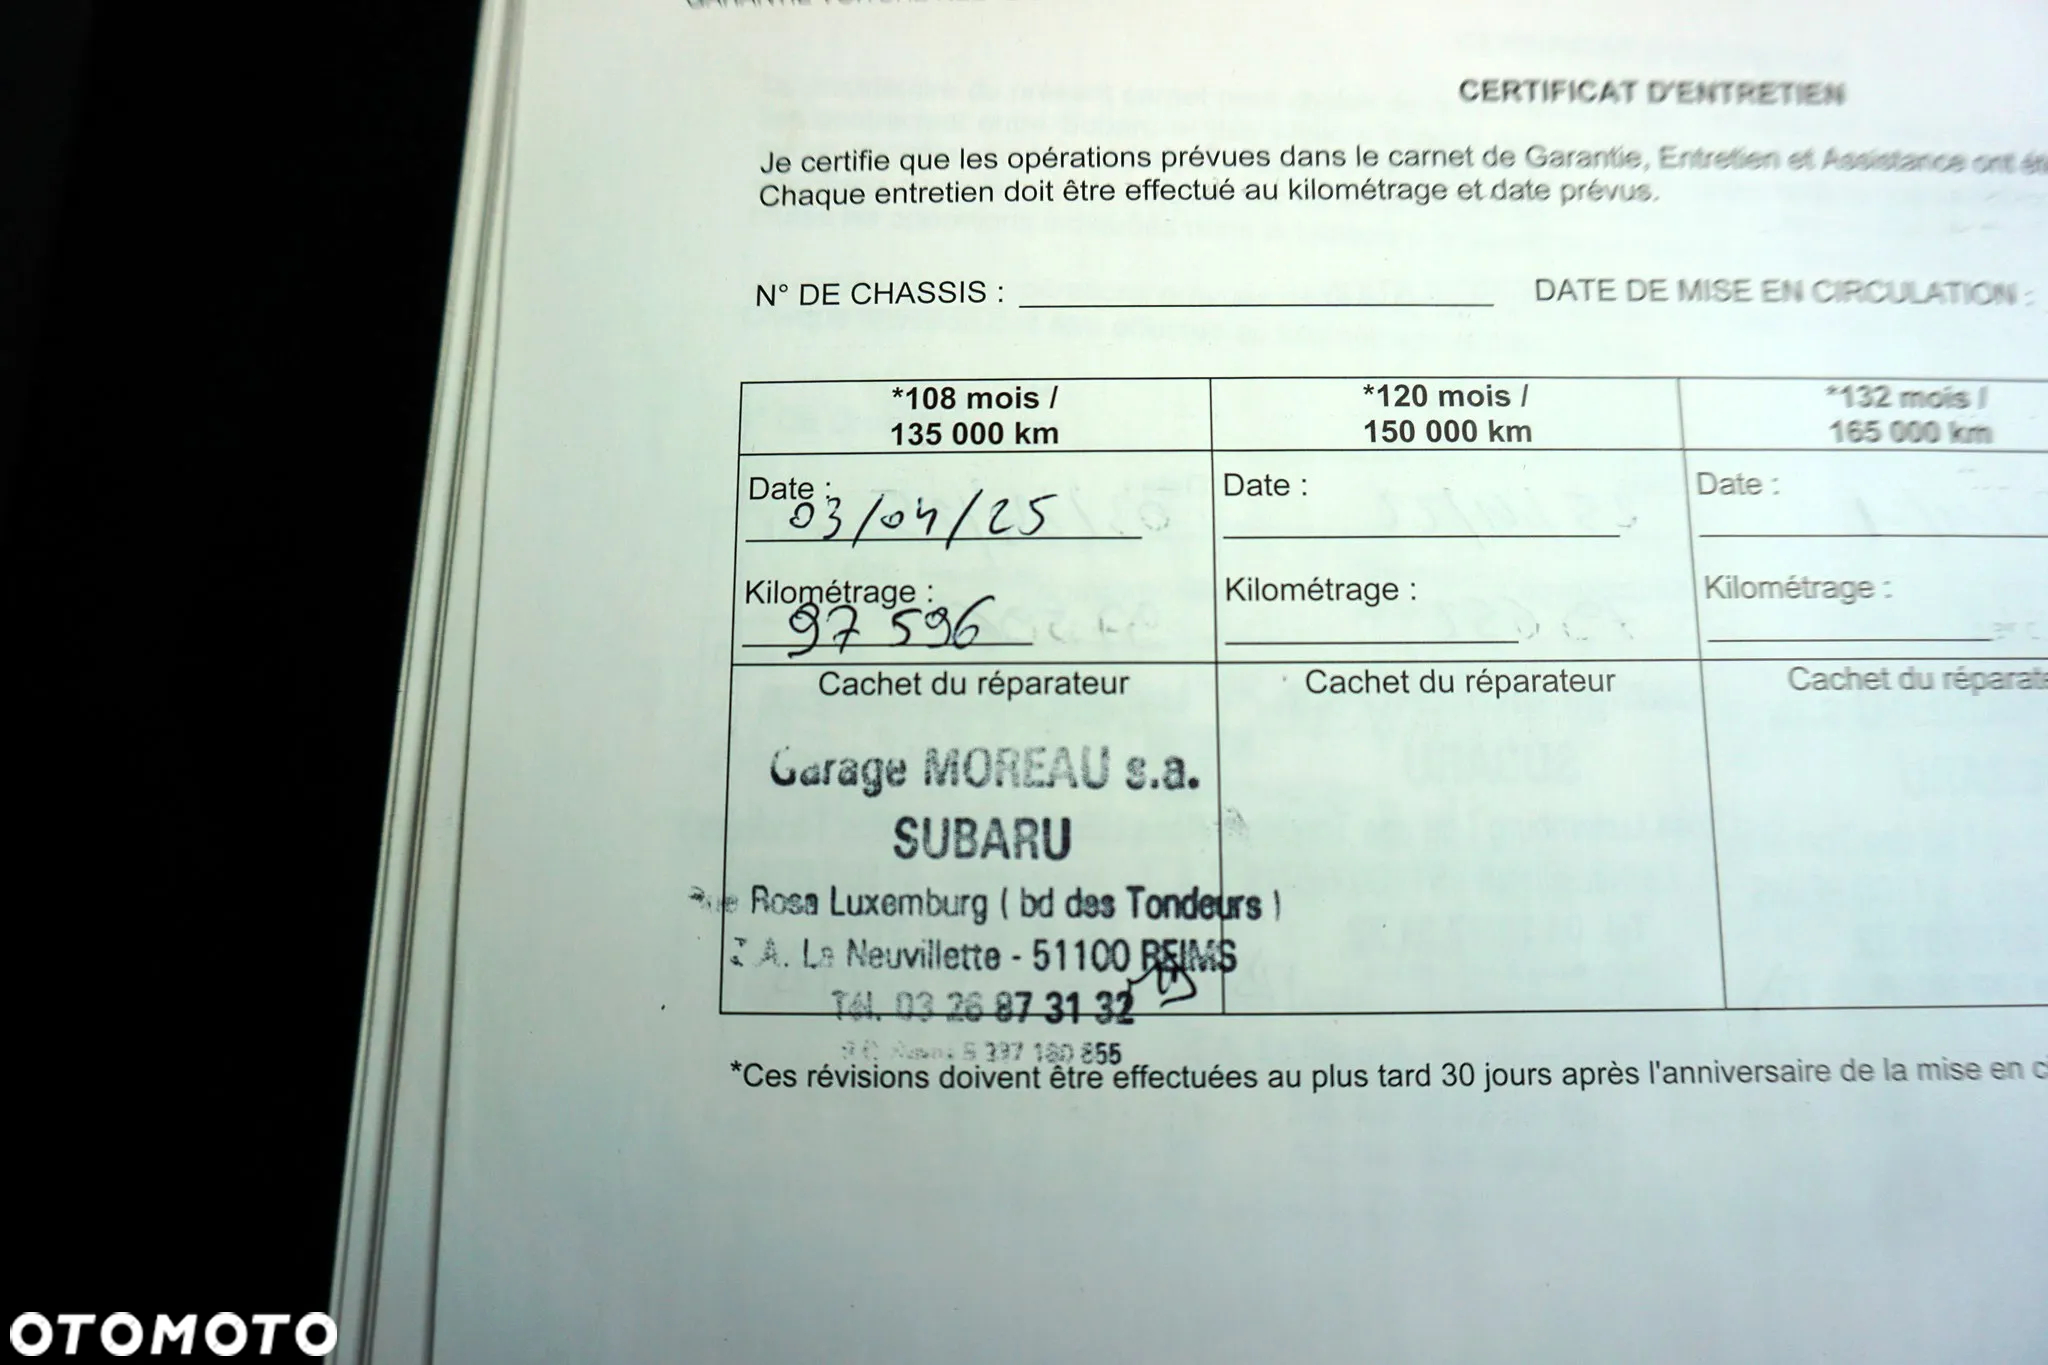 CERTIFICAT D'ENTRETIEN
Je certifie que les opérations prévues dans le carnet de Garantie, Entretien et Assistance ont
Chaque entretien doit être effectué au kilométrage et date prévus.
N° DE CHASSIS : DATE DE MISE EN CIRCULATION :
*108 mois / *120 mois / *132 mois /
135 000 km 150 000 km 165 000 km
Date : Date : Date :
03/04/25
Kilométrage : Kilométrage : Kilométrage :
97 596
Cachet du réparateur Cachet du réparateur Cachet du
Garage MOREAU s.a.
SUBARU
Rosa Luxemburg ( bd des Tondeurs )
A. La Neuvillette - 51100 REIMS
Tél. 03 26 87 31 32
855
*Ces révisions doivent être effectuées au plus tard 30 jours après l'anniversaire de la mise en
OTOMOTO